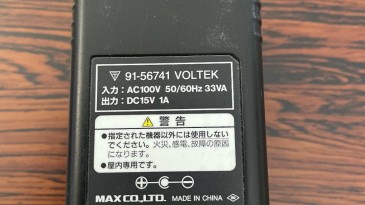 91-56741 VOLTEK
入力：AC100V 50/60Hz 33VA
出力：DC15V 1A
警告
●指定された機器以外には使用しない
でください。火災、感電、故障の原因
になります。
●屋内専用です。
MAX CO.,LTD. MADE IN CHINA